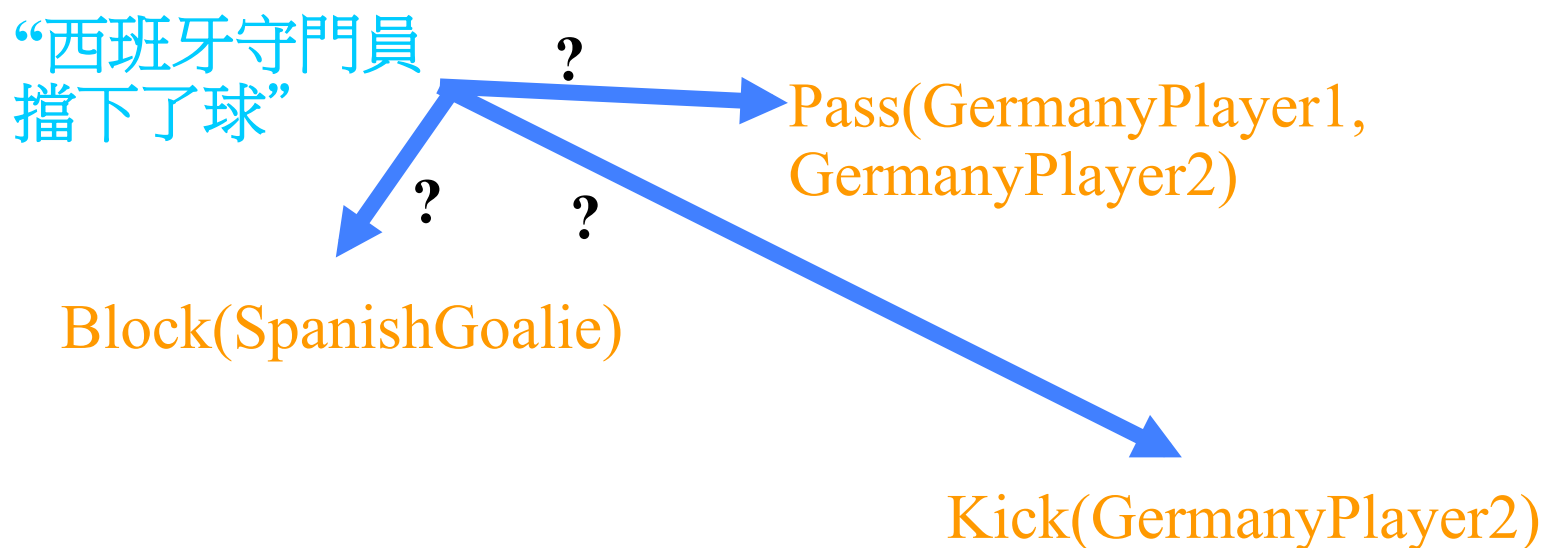 “西班牙守門員
擋下了球”
?
Pass(GermanyPlayer1,
GermanyPlayer2)
?
?
Block(SpanishGoalie)
Kick(GermanyPlayer2)